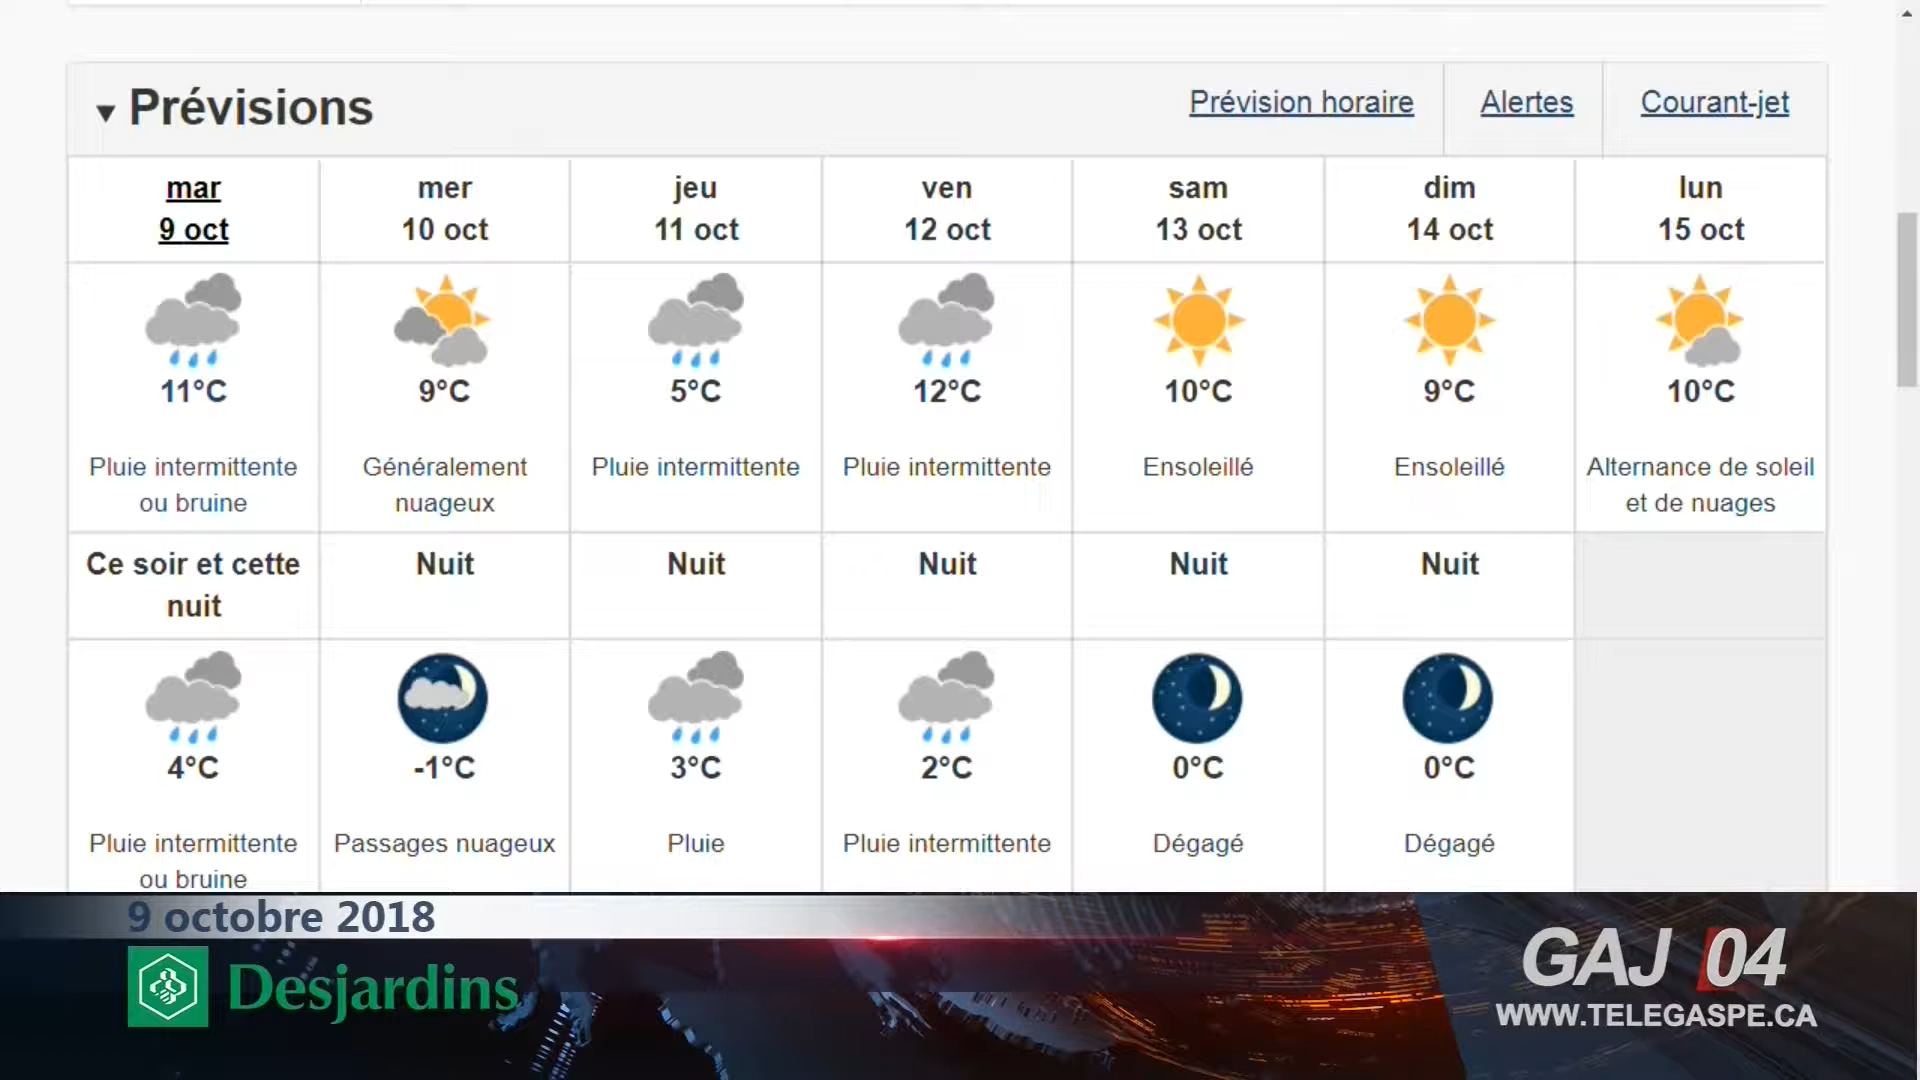 ▼ Prévisions
Prévision horaire
Alertes
Courant-jet
mar
9 oct
mer
10 oct
jeu
11 oct
ven
12 oct
sam
13 oct
dim
14 oct
lun
15 oct
11°C
9°C
5°C
12°C
10°C
9°C
10°C
Pluie intermittente
ou bruine
Généralement
nuageux
Pluie intermittente
Pluie intermittente
Ensoleillé
Ensoleillé
Alternance de soleil
et de nuages
Ce soir et cette
nuit
Nuit
Nuit
Nuit
Nuit
Nuit
4°C
-1°C
3°C
2°C
0°C
0°C
Pluie intermittente
ou bruine
Passages nuageux
Pluie
Pluie intermittente
Dégagé
Dégagé
9 octobre 2018
Desjardins
GAJ 04
WWW.TELEGASPE.CA